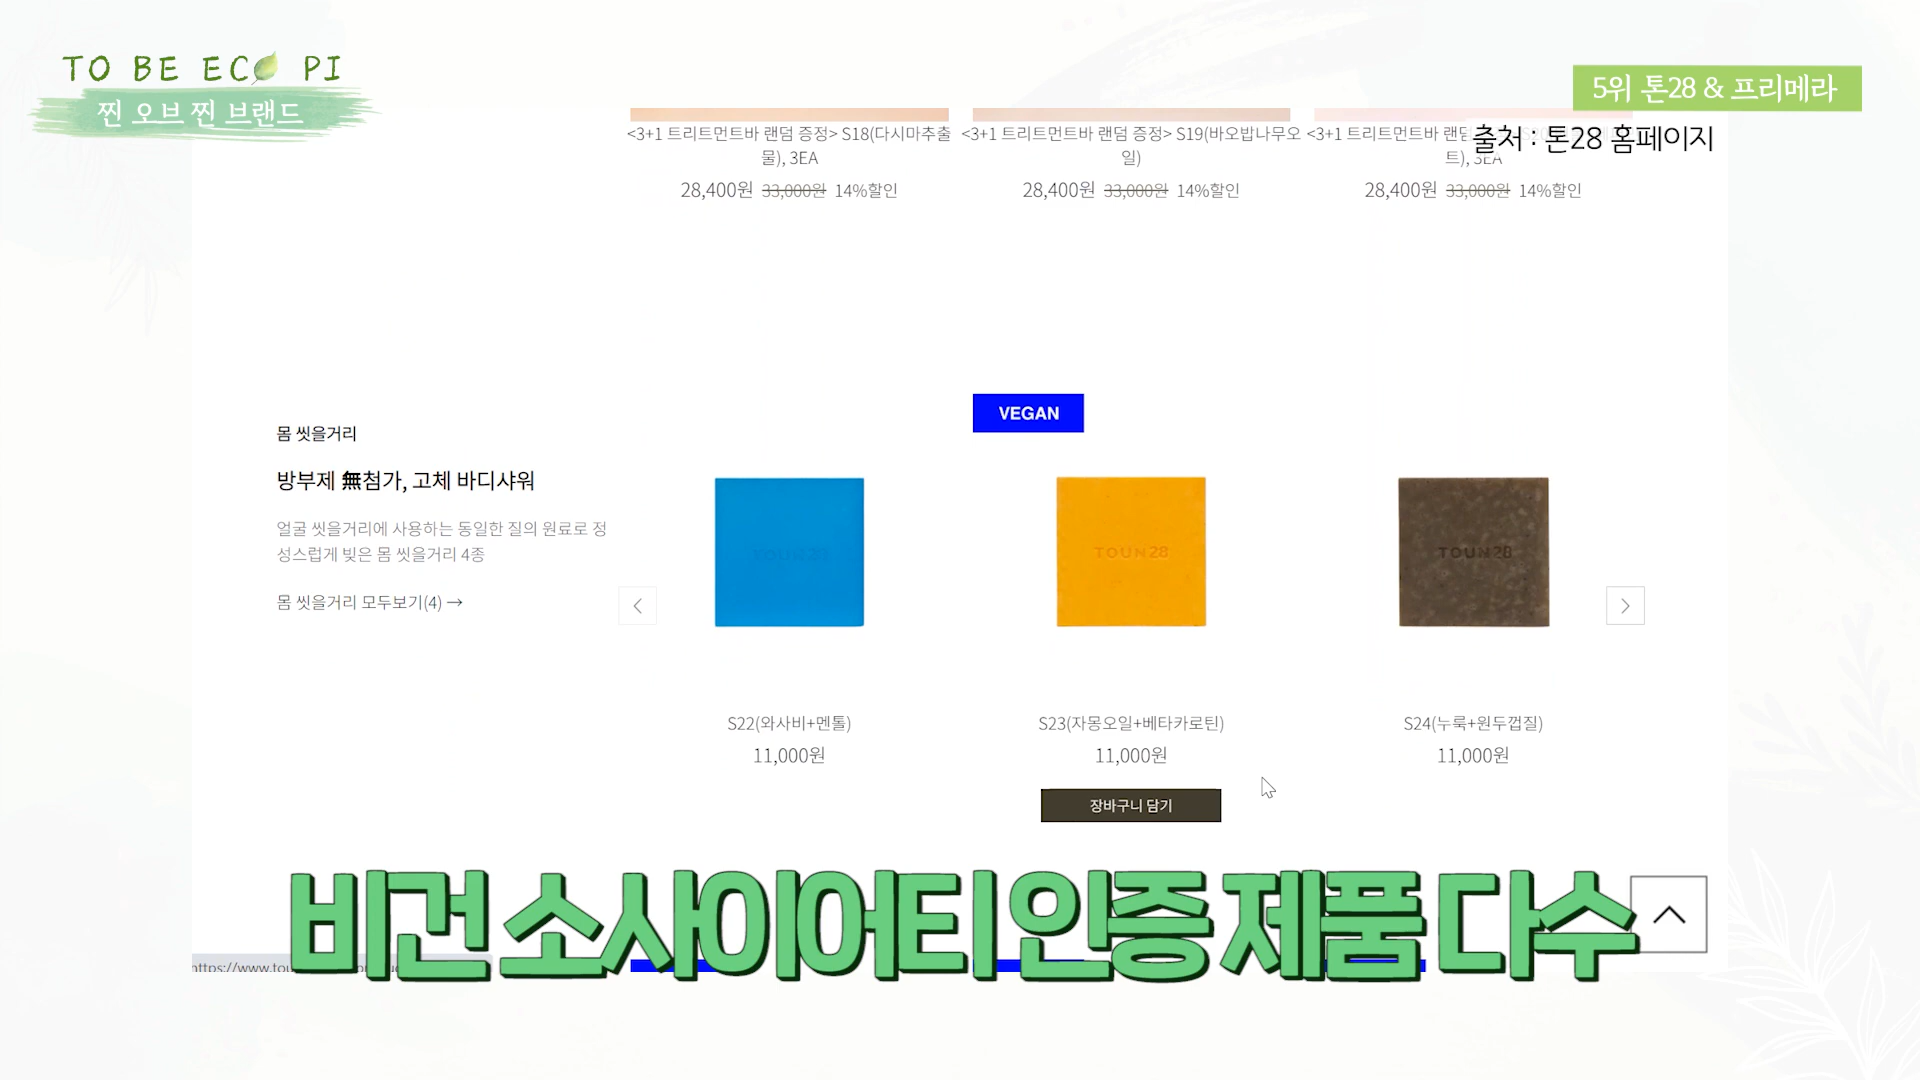 TO BE ECO PI
찐 오브 찐 브랜드
5위 톤28 & 프리메라
출처 : 톤28 홈페이지
<3+1 트리트먼트바 랜덤 증정> S18(다시마추출
물), 3EA
28,400원 33,000원 14%할인
<3+1 트리트먼트바 랜덤 증정> S19(바오밥나무오
일)
28,400원 33,000원 14%할인
<3+1 트리트먼트바 랜덤
트), 3EA
28,400원 33,000원 14%할인
VEGAN
몸 씻을거리
방부제 無첨가, 고체 바디샤워
얼굴 씻을거리에 사용하는 동일한 질의 원료로 정
성스럽게 빚은 몸 씻을거리 4종
몸 씻을거리 모두보기(4) →
TOUN28
TOUN28
TOUN28
S22(와사비+멘톨)
11,000원
S23(자몽오일+베타카로틴)
11,000원
장바구니 담기
S24(누룩+원두껍질)
11,000원
비건 소사이어티 인증 제품 다수
https://www.tou